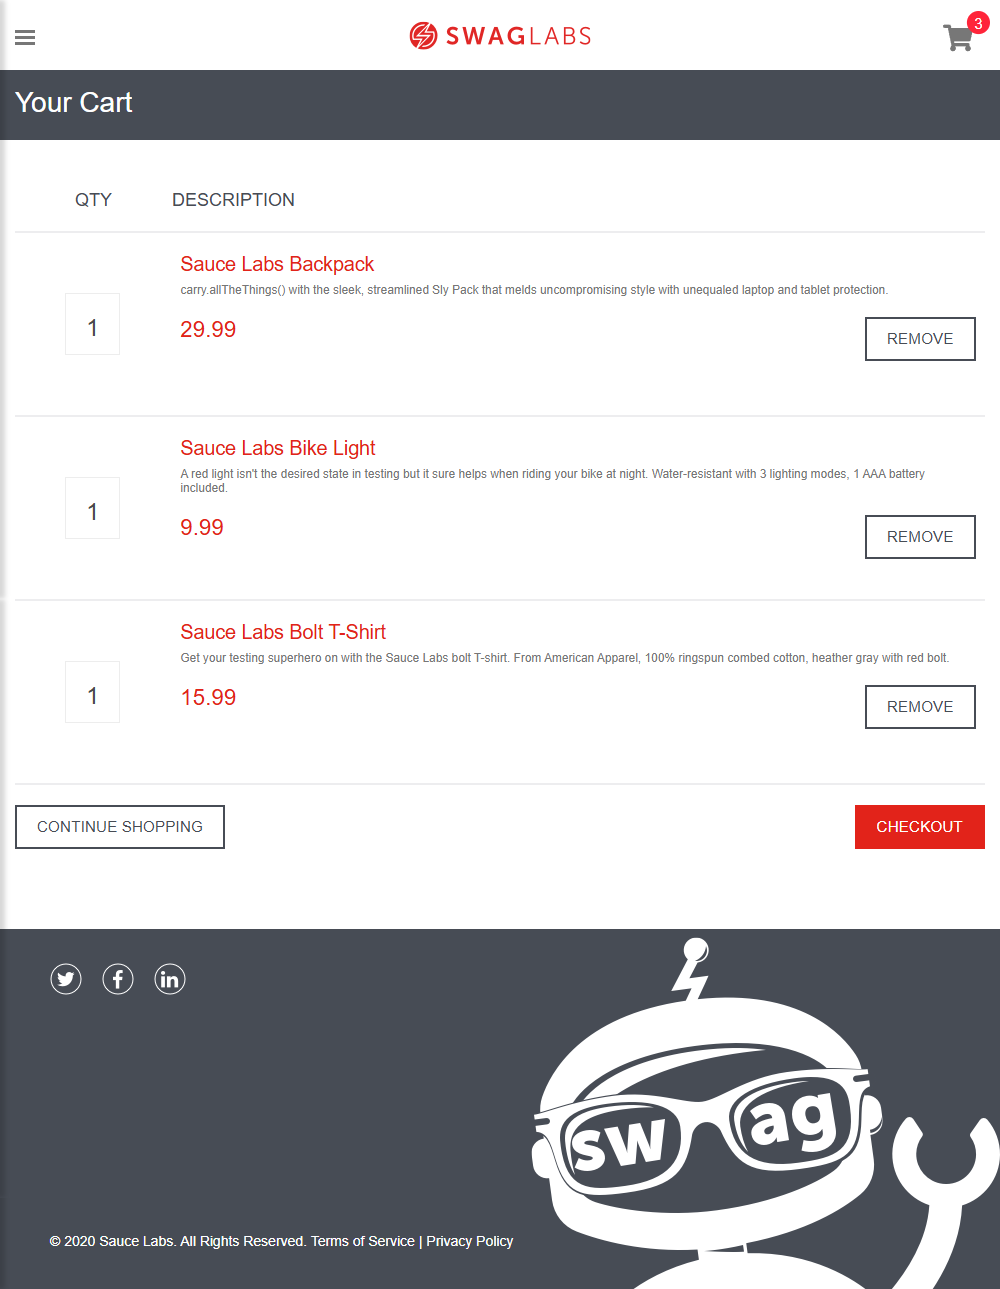 SWAGLABS
3
Your Cart
QTY DESCRIPTION
Sauce Labs Backpack
carry.allTheThings() with the sleek, streamlined Sly Pack that melds uncompromising style with unequaled laptop and tablet protection.
1
29.99
REMOVE
Sauce Labs Bike Light
A red light isn't the desired state in testing but it sure helps when riding your bike at night. Water-resistant with 3 lighting modes, 1 AAA battery
included.
1
9.99
REMOVE
Sauce Labs Bolt T-Shirt
Get your testing superhero on with the Sauce Labs bolt T-shirt. From American Apparel, 100% ringspun combed cotton, heather gray with red bolt.
1
15.99
REMOVE
CONTINUE SHOPPING
CHECKOUT
in
swag
© 2020 Sauce Labs. All Rights Reserved. Terms of Service | Privacy Policy